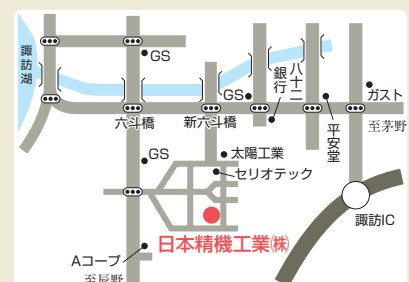 諏訪湖
GS
GS
八十二
銀行
ガスト
六斗橋
新六斗橋
平安堂
至茅野
GS
太陽工業
セリオテック
諏訪IC
日本精機工業㈱
Aコープ
至辰野